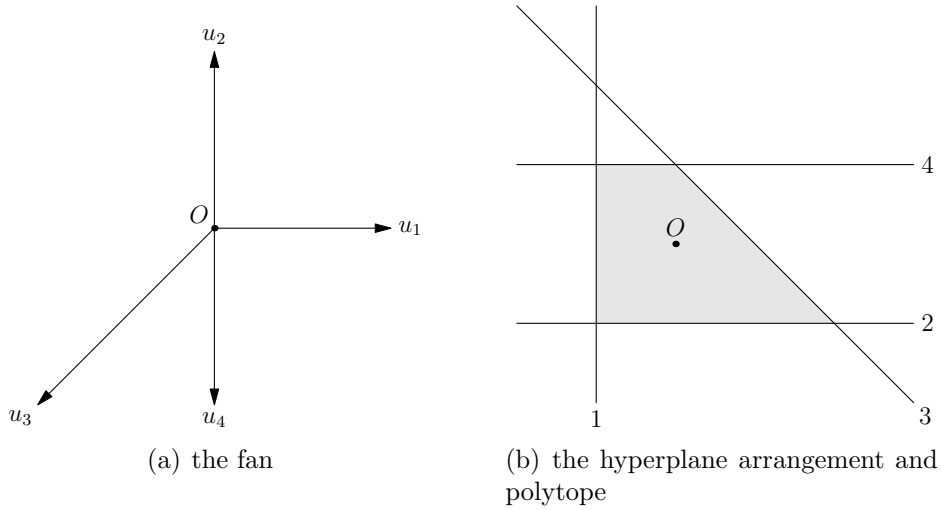 u₂
O
u₁
u₃
u₄
(a) the fan
4
O
2
1
3
(b) the hyperplane arrangement and
polytope